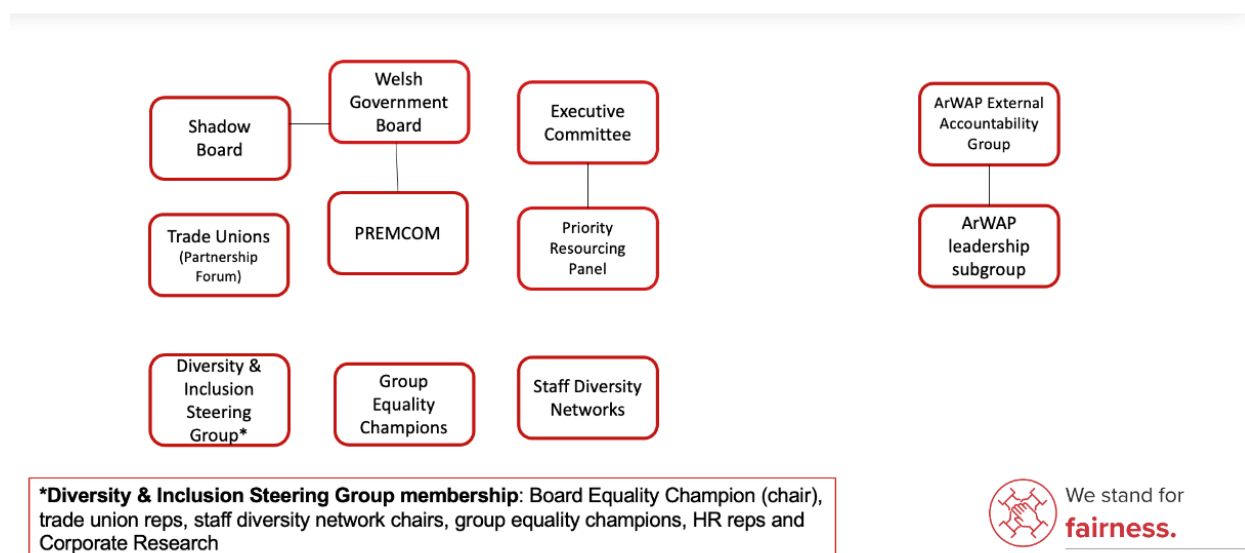 Shadow
Board
Welsh
Government
Board
Executive
Committee
ArWAP External
Accountability
Group
Trade Unions
(Partnership
Forum)
PREMCOM
Priority
Resourcing
Panel
ArWAP
leadership
subgroup
Diversity &
Inclusion
Steering
Group*
Group
Equality
Champions
Staff Diversity
Networks
*Diversity & Inclusion Steering Group membership: Board Equality Champion (chair),
trade union reps, staff diversity network chairs, group equality champions, HR reps and
Corporate Research
We stand for
fairness.